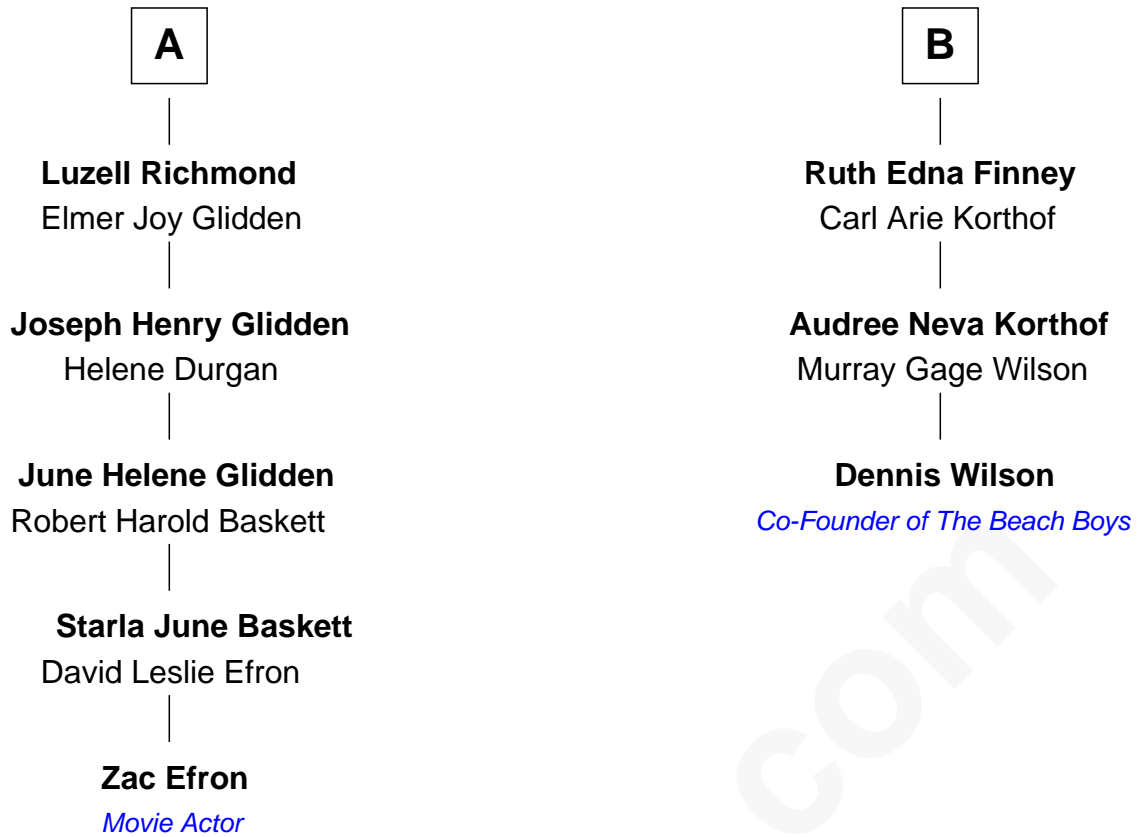 A
Luzell Richmond
Elmer Joy Glidden
Joseph Henry Glidden
Helene Durgan
June Helene Glidden
Robert Harold Baskett
Starla June Baskett
David Leslie Efron
Zac Efron
Movie Actor
B
Ruth Edna Finney
Carl Arie Korthof
Audree Neva Korthof
Murray Gage Wilson
Dennis Wilson
Co-Founder of The Beach Boys
com